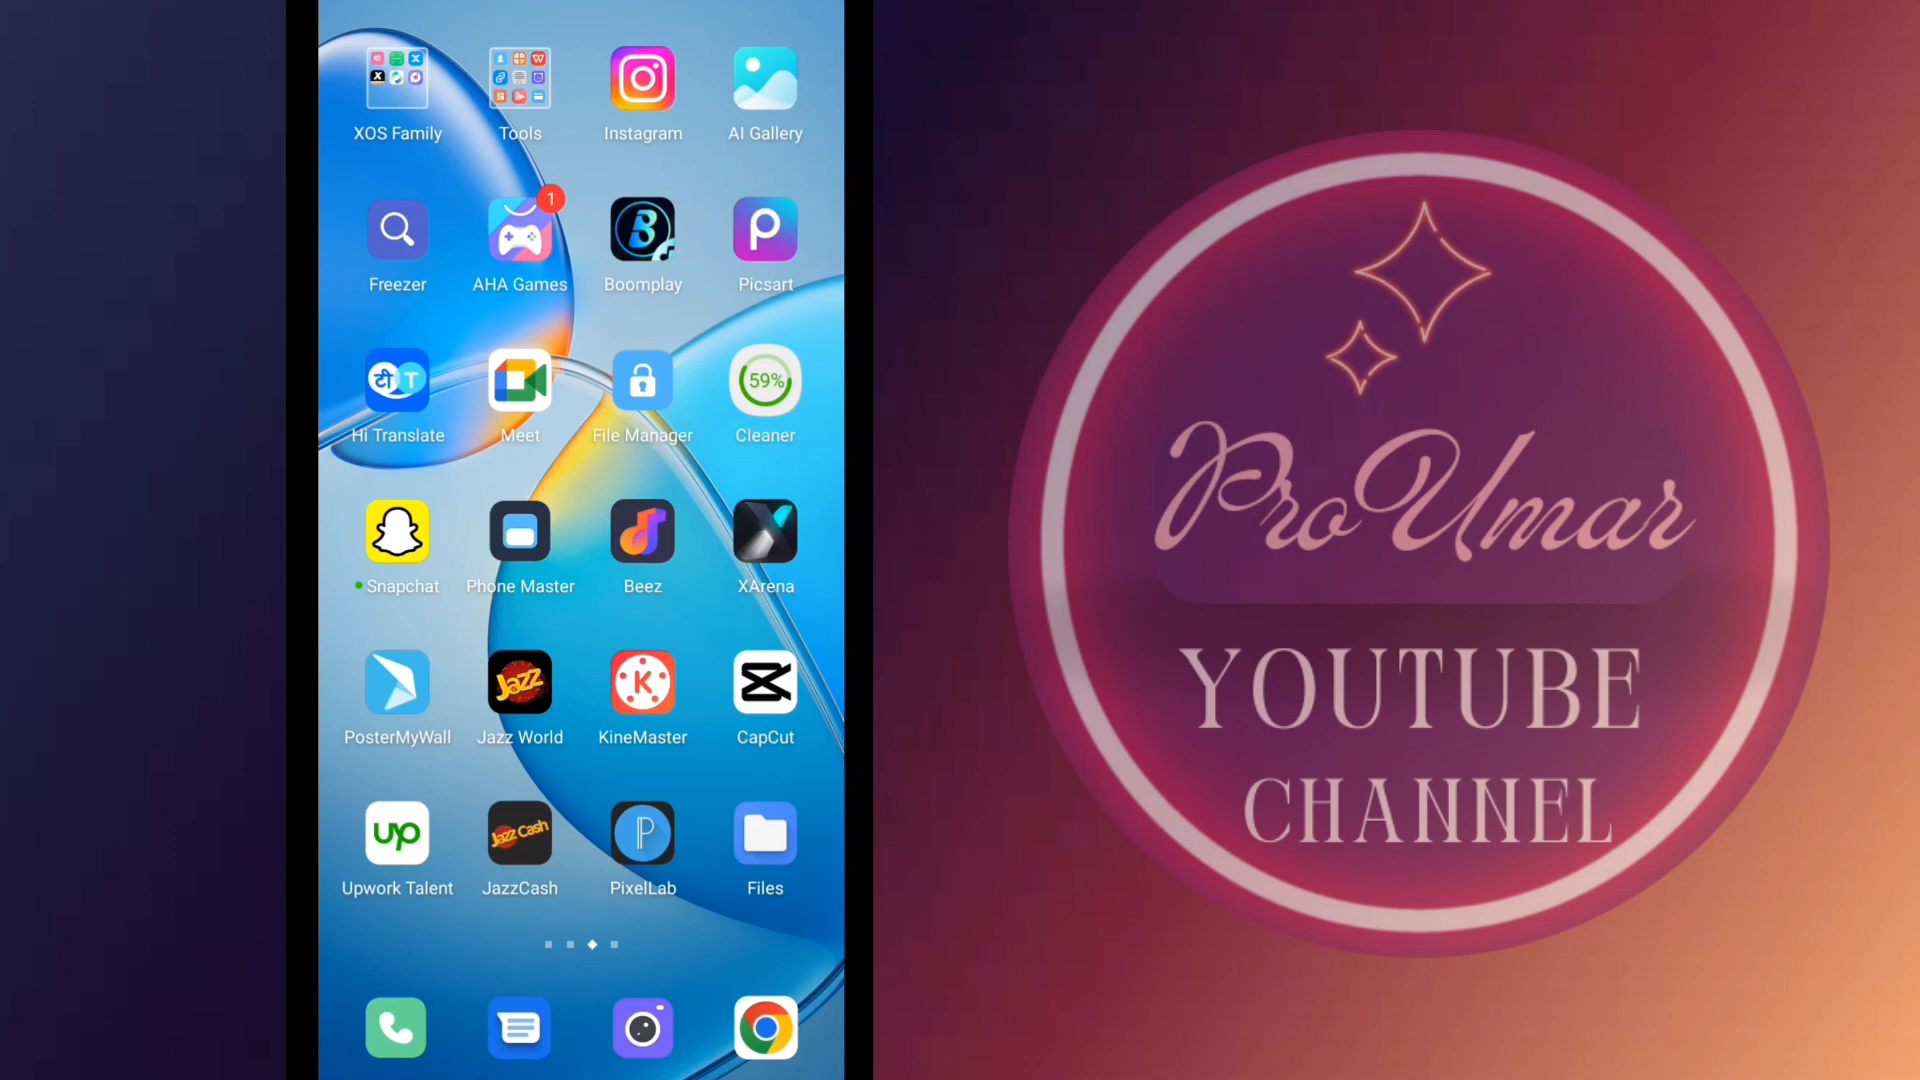 XOS Family Tools Instagram AI Gallery
1
Freezer AHA Games Boomplay Picsart
टी T
59%
Hi Translate Meet File Manager Cleaner
Snapchat Phone Master Beez XArena
Jazz
K
PosterMyWall Jazz World KineMaster CapCut
up
Jazz Cash
P
Upwork Talent JazzCash PixelLab Files
ProUmar
YOUTUBE
CHANNEL